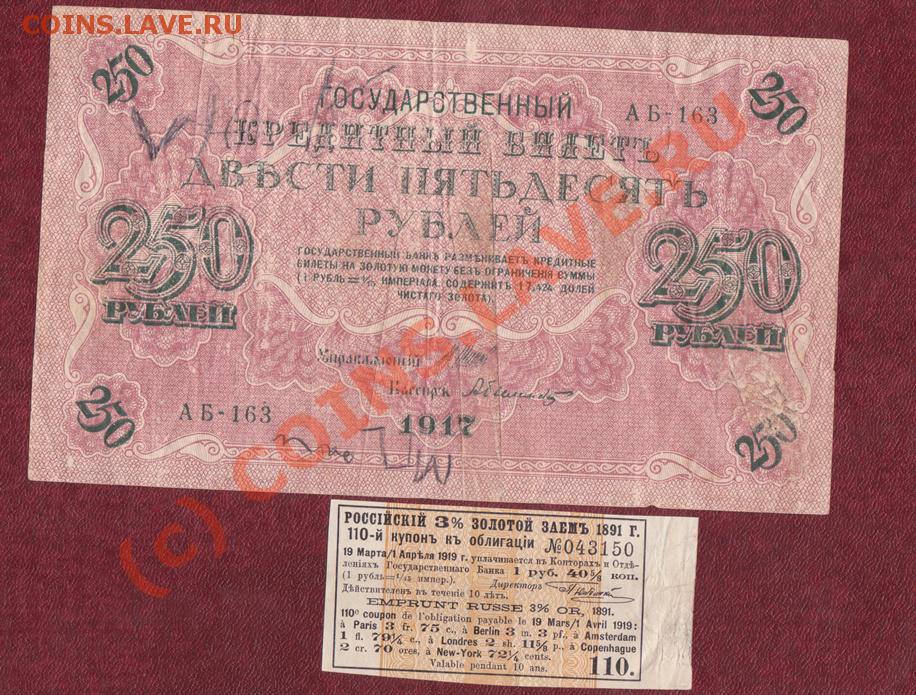 COINS.LAVE.RU
250
250
ГОСУДАРСТВЕННЫЙ
АБ-163
КРЕДИТНЫЙ БИЛЕТЪ
ДВѢСТИ ПЯТЬДЕСЯТЪ
РУБЛЕЙ
250
РУБЛЕЙ
250
РУБЛЕЙ
ГОСУДАРСТВЕННЫЙ БАНКЪ РАЗМѢНИВАЕТЪ КРЕДИТНЫЕ
БИЛЕТЫ НА ЗОЛОТУЮ МОНЕТУ БЕЗЪ ОГРАНИЧЕНІЯ СУММЫ
(1 РУБЛЬ = 1/15 ИМПЕРІАЛА, СОДЕРЖИТЪ 17,424 ДОЛЕЙ
ЧИСТАГО ЗОЛОТА).
Управляющій
Кассиръ
АБ-163
1917
250
250
(c) COINS.LAVE.RU
РОССІЙСКІЙ 3% ЗОЛОТОЙ ЗАЕМЪ 1891 Г.
110-й купонъ къ облигаціи №043150
19 Марта/1 Апрѣля 1919 г. уплачивается въ Конторахъ и Отдѣ-
леніяхъ Государственнаго Банка 1 руб. 40⅝ коп.
(1 рубль=1/15 импер.). Директоръ
Дѣйствителенъ въ теченіе 10 лѣтъ.
EMPRUNT RUSSE 3% OR, 1891.
110e coupon de l'obligation payable le 19 Mars/1 Avril 1919:
à Paris 3 fr. 75 c., à Berlin 3 m. 3 pf., à Amsterdam
1 fl. 79¼ c., à Londres 2 sh. 11⅝ p., à Copenhague
2 cr. 70 ores, à New-York 72¼ cents.
Valable pendant 10 ans.
110.